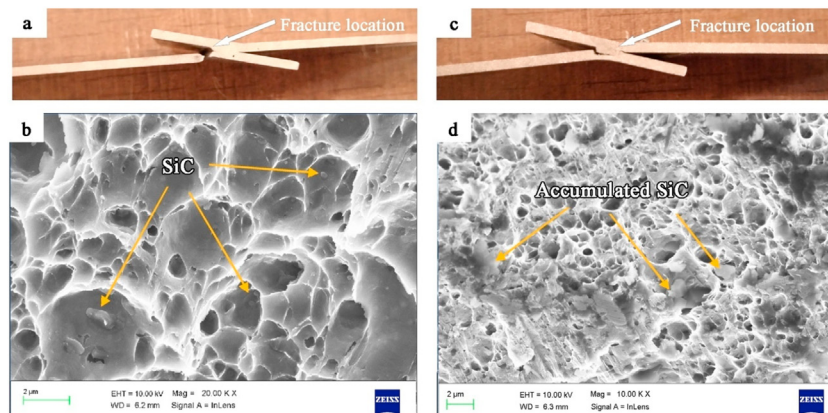 a
Fracture location
c
Fracture location
b
SiC
d
Accumulated SiC
2 μm
EHT = 10.00 kV
Mag = 20.00 K X
WD = 6.2 mm
Signal A = InLens
ZEISS
2 μm
EHT = 10.00 kV
Mag = 10.00 K X
WD = 6.3 mm
Signal A = InLens
ZEISS